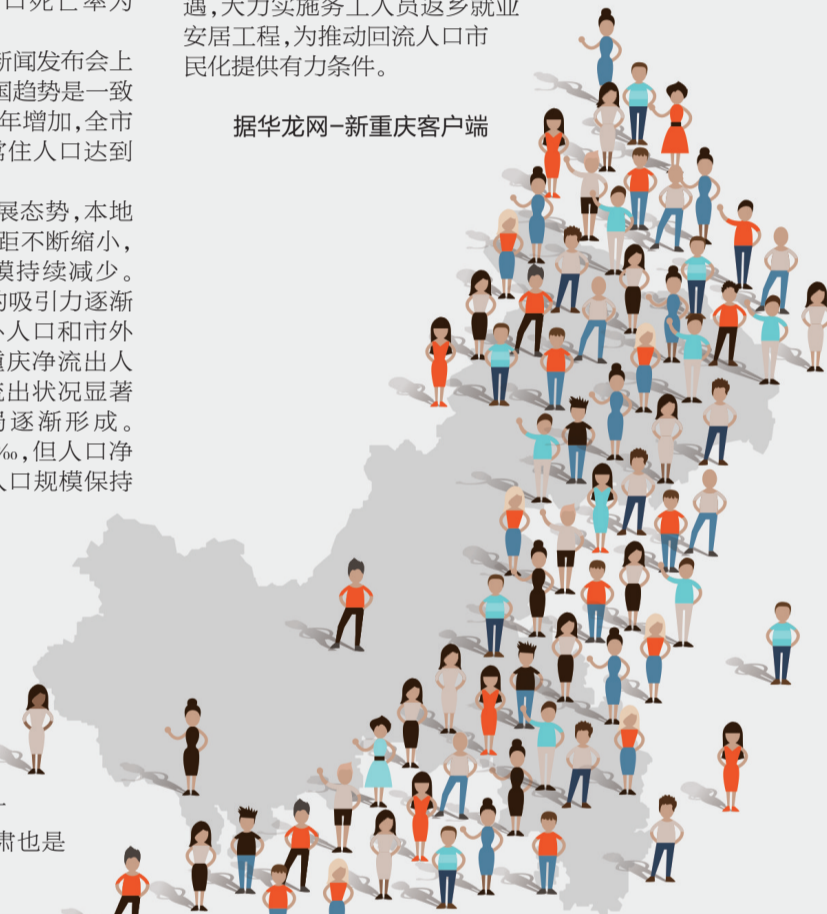 口死亡率为
新闻发布会上
国趋势是一致
年增加,全市
常住人口达到
展态势,本地
距不断缩小,
模持续减少。
的吸引力逐渐
外人口和市外
重庆净流出人
流出状况显著
局逐渐形成。
‰,但人口净
人口规模保持
肃也是
遇,大力实施务工人员返乡就业
安居工程,为推动回流人口市
民化提供有力条件。
据华龙网-新重庆客户端